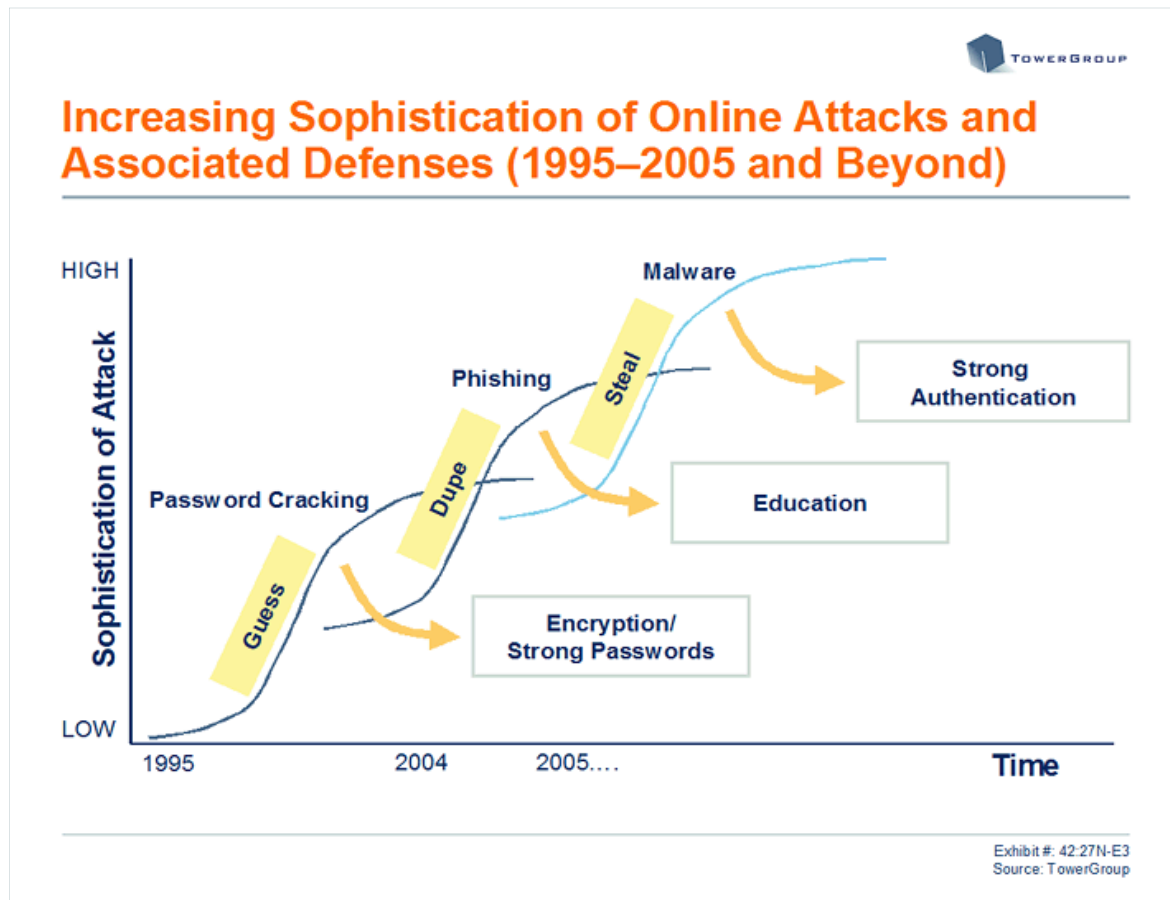 TOWERGROUP
Increasing Sophistication of Online Attacks and
Associated Defenses (1995–2005 and Beyond)
HIGH
Malware
Sophistication of Attack
Steal
Strong
Authentication
Phishing
Dupe
Education
Password Cracking
Guess
Encryption/
Strong Passwords
LOW
1995
2004
2005....
Time
Exhibit #: 42:27N-E3
Source: TowerGroup